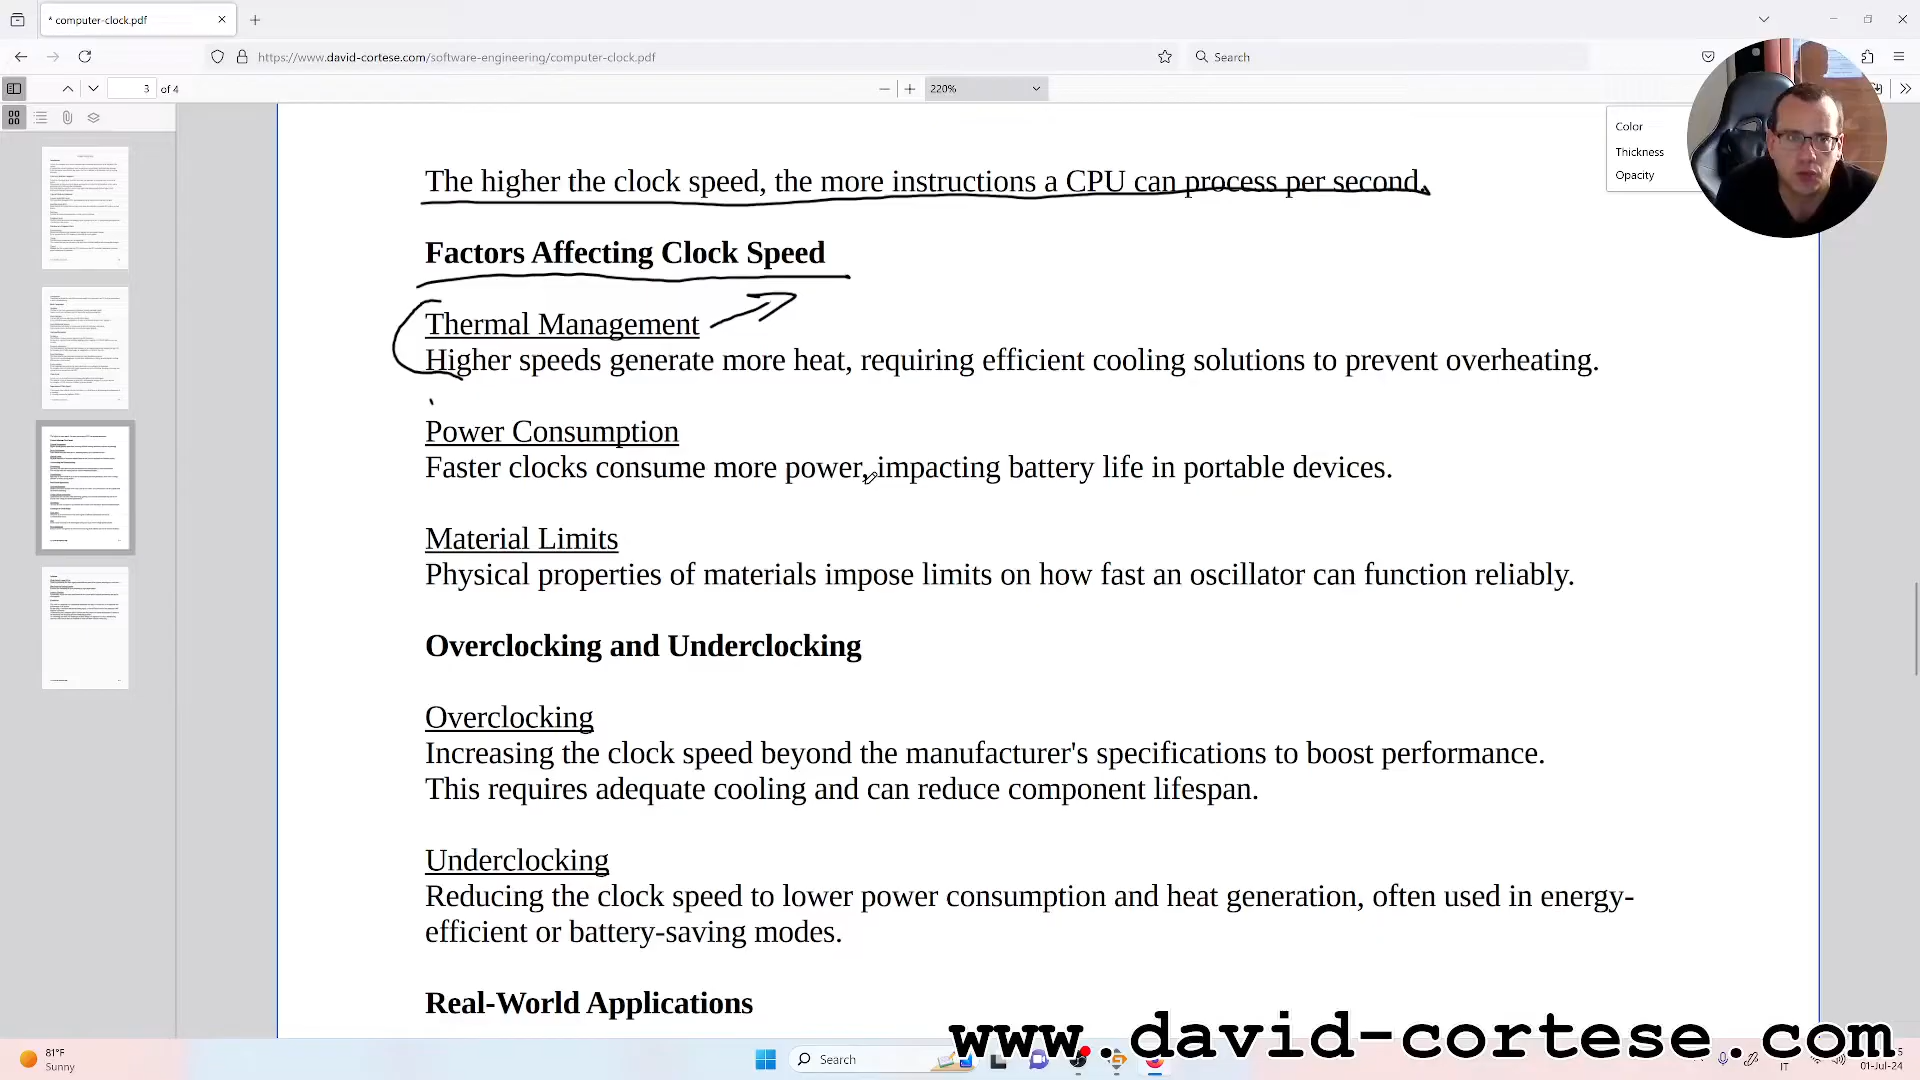 * computer-clock.pdf
https://www.david-cortese.com/software-engineering/computer-clock.pdf
Search
3 of 4
220%
Color
Thickness
Opacity
The higher the clock speed, the more instructions a CPU can process per second.
Factors Affecting Clock Speed
Thermal Management
Higher speeds generate more heat, requiring efficient cooling solutions to prevent overheating.
Power Consumption
Faster clocks consume more power, impacting battery life in portable devices.
Material Limits
Physical properties of materials impose limits on how fast an oscillator can function reliably.
Overclocking and Underclocking
Overclocking
Increasing the clock speed beyond the manufacturer's specifications to boost performance.
This requires adequate cooling and can reduce component lifespan.
Underclocking
Reducing the clock speed to lower power consumption and heat generation, often used in energy-
efficient or battery-saving modes.
Real-World Applications
www.david-cortese.com
81°F
Sunny
Search
IT
01-Jul-24